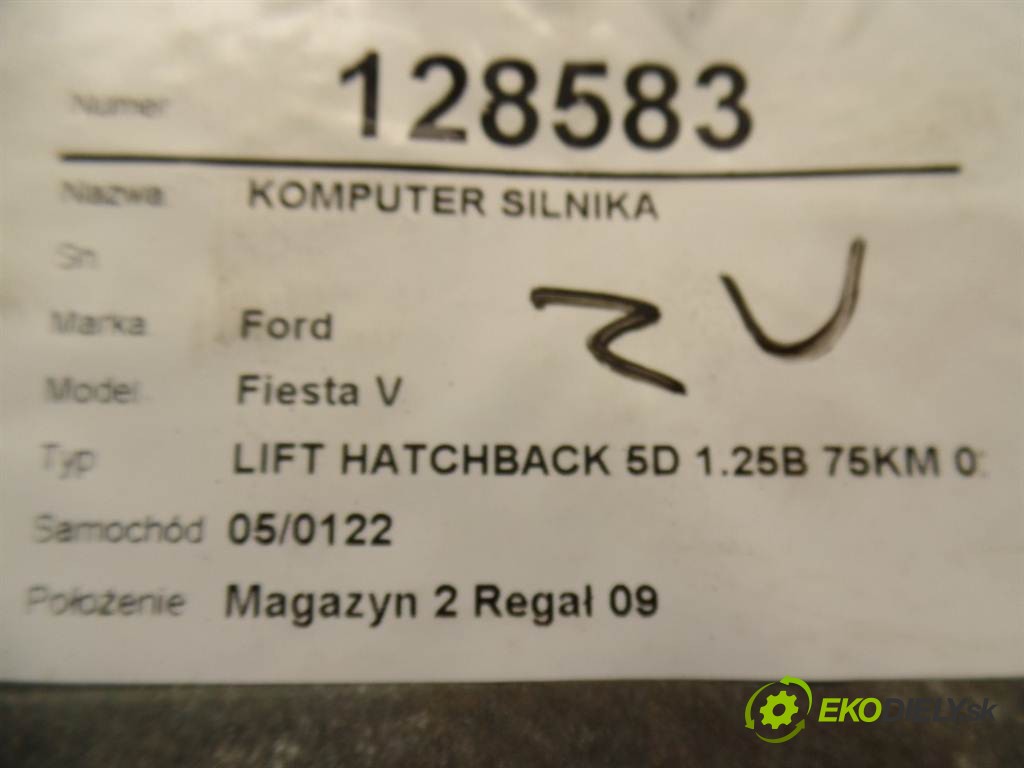 Numer 128583
Nazwa KOMPUTER SILNIKA
Sn
Marka Ford
Model Fiesta V
Typ LIFT HATCHBACK 5D 1.25B 75KM 0
Samochód 05/0122
Położenie Magazyn 2 Regał 09
EKODIELY.sk